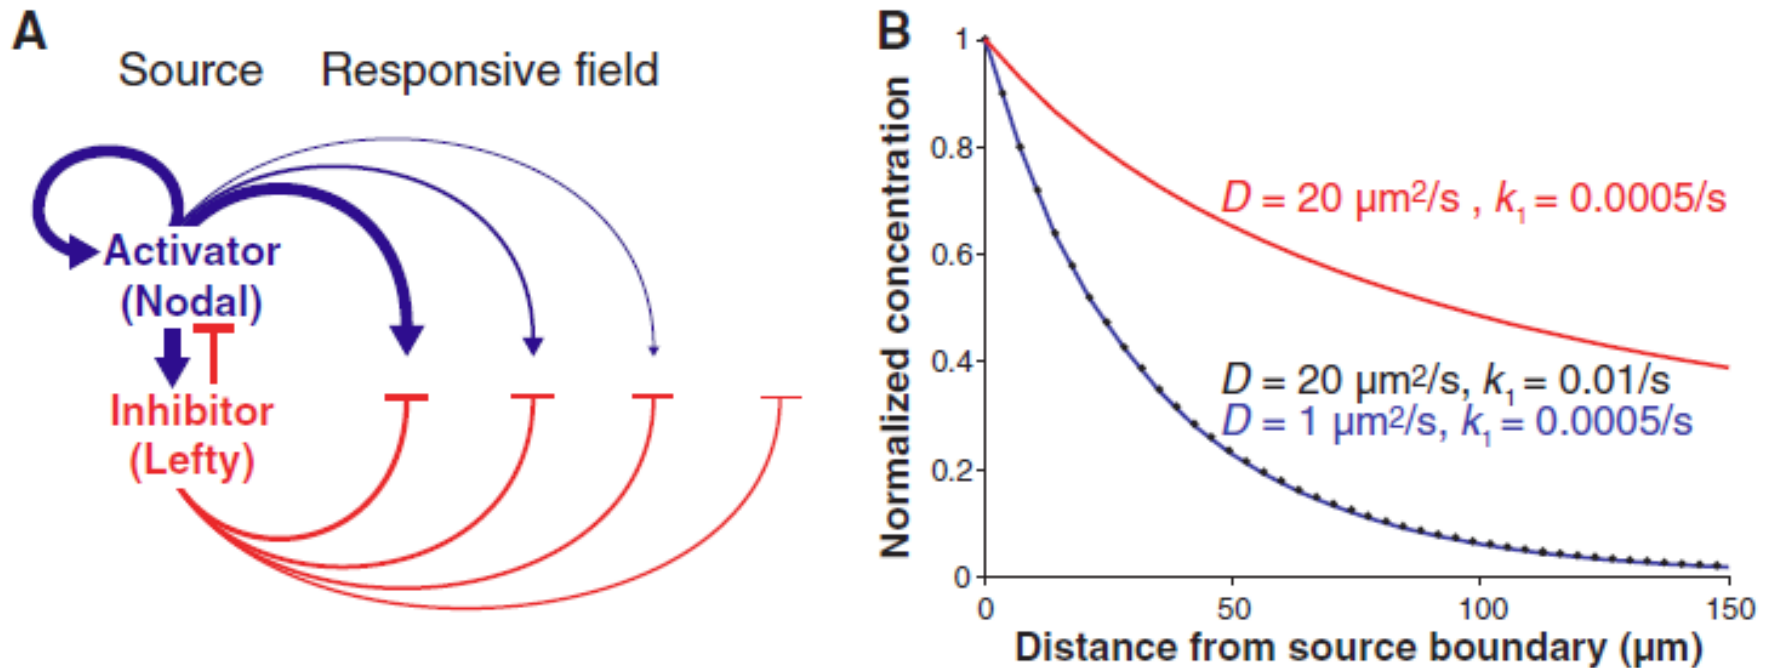 A
Source Responsive field
Activator
(Nodal)
Inhibitor
(Lefty)
B
Normalized concentration
1
0.8
0.6
0.4
0.2
0
D = 20 µm²/s , k₁ = 0.0005/s
D = 20 µm²/s, k₁ = 0.01/s
D = 1 µm²/s, k₁ = 0.0005/s
0 50 100 150
Distance from source boundary (µm)